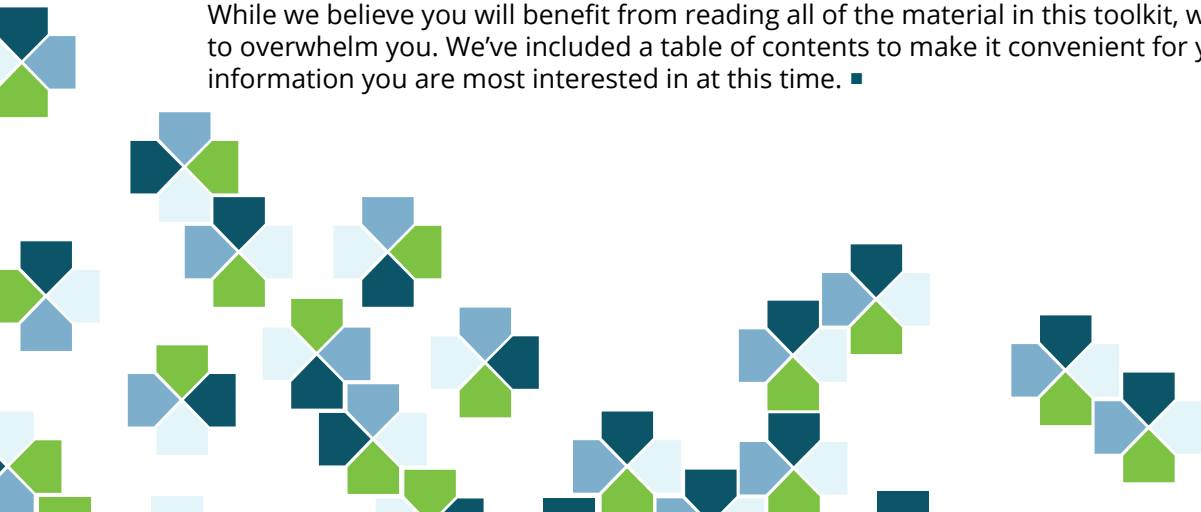 While we believe you will benefit from reading all of the material in this toolkit, w
to overwhelm you. We’ve included a table of contents to make it convenient for y
information you are most interested in at this time. ■